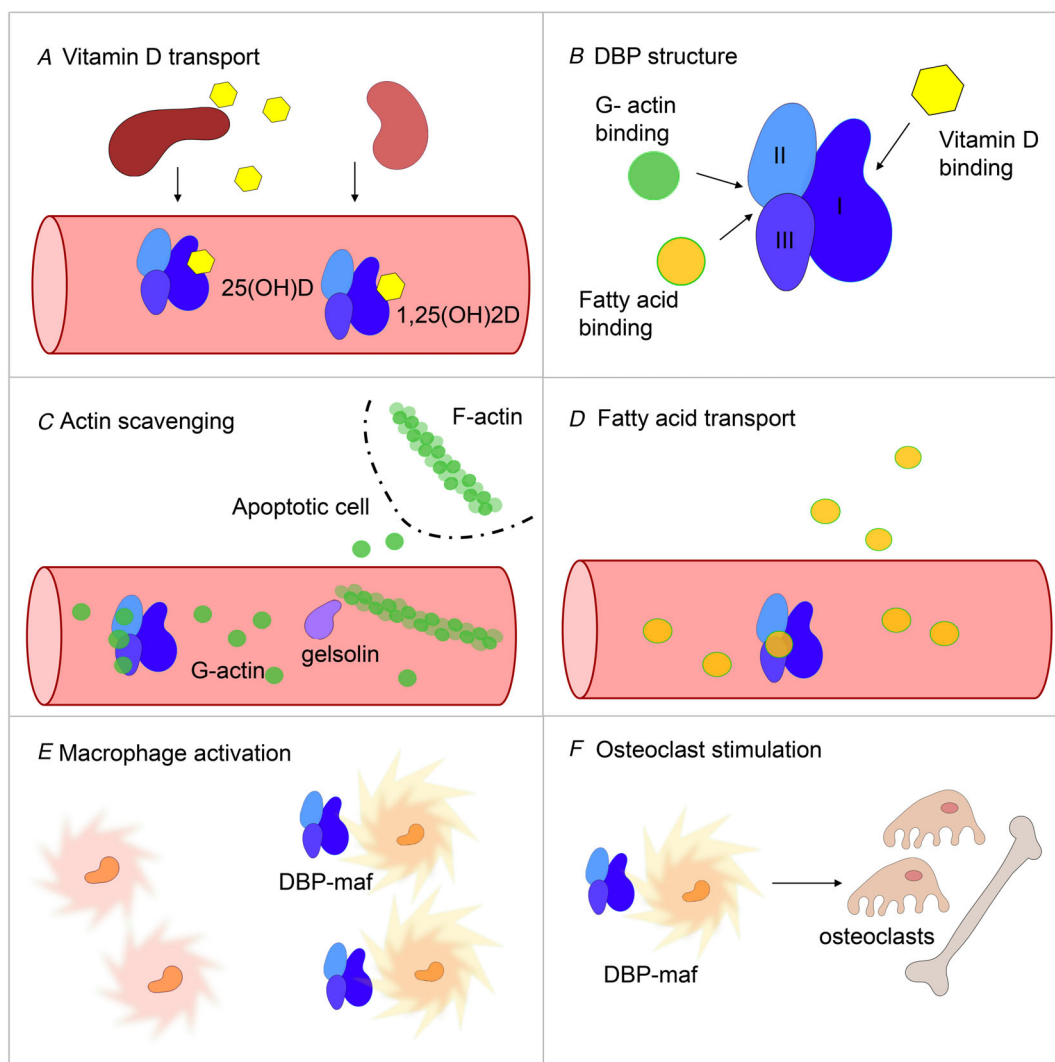 A Vitamin D transport
25(OH)D
1,25(OH)2D
B DBP structure
G- actin
binding
Vitamin D
binding
II
I
III
Fatty acid
binding
C Actin scavenging
F-actin
Apoptotic cell
gelsolin
G-actin
D Fatty acid transport
E Macrophage activation
DBP-maf
F Osteoclast stimulation
osteoclasts
DBP-maf